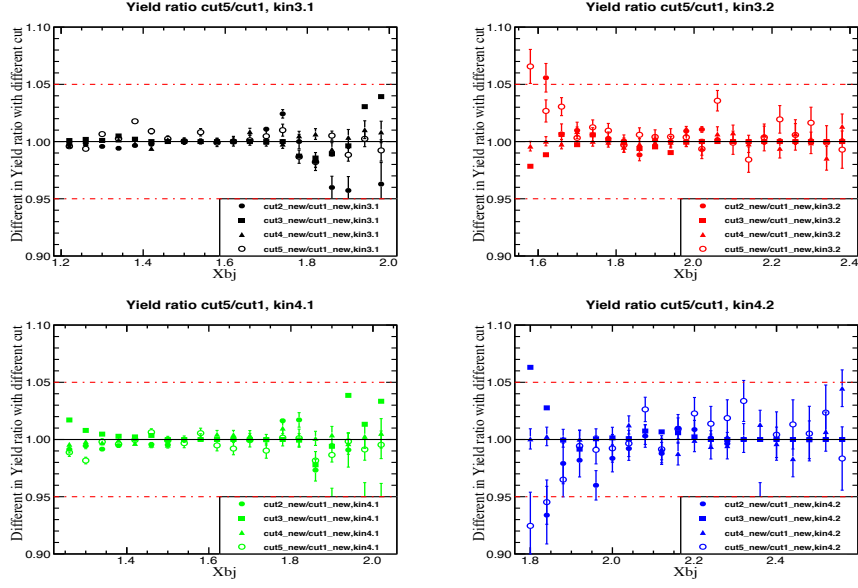 Yield ratio cut5/cut1, kin3.1
Different in Yield ratio with different cut
1.10
1.05
1.00
0.95
0.90
1.2 1.4 1.6 1.8 2.0
Xbj
cut2_new/cut1_new,kin3.1
cut3_new/cut1_new,kin3.1
cut4_new/cut1_new,kin3.1
cut5_new/cut1_new,kin3.1
Yield ratio cut5/cut1, kin3.2
Different in Yield ratio with different cut
1.10
1.05
1.00
0.95
0.90
1.6 1.8 2.0 2.2 2.4
Xbj
cut2_new/cut1_new,kin3.2
cut3_new/cut1_new,kin3.2
cut4_new/cut1_new,kin3.2
cut5_new/cut1_new,kin3.2
Yield ratio cut5/cut1, kin4.1
Different in Yield ratio with different cut
1.10
1.05
1.00
0.95
0.90
1.4 1.6 1.8 2.0
Xbj
cut2_new/cut1_new,kin4.1
cut3_new/cut1_new,kin4.1
cut4_new/cut1_new,kin4.1
cut5_new/cut1_new,kin4.1
Yield ratio cut5/cut1, kin4.2
Different in Yield ratio with different cut
1.10
1.05
1.00
0.95
0.90
1.8 2.0 2.2 2.4
Xbj
cut2_new/cut1_new,kin4.2
cut3_new/cut1_new,kin4.2
cut4_new/cut1_new,kin4.2
cut5_new/cut1_new,kin4.2